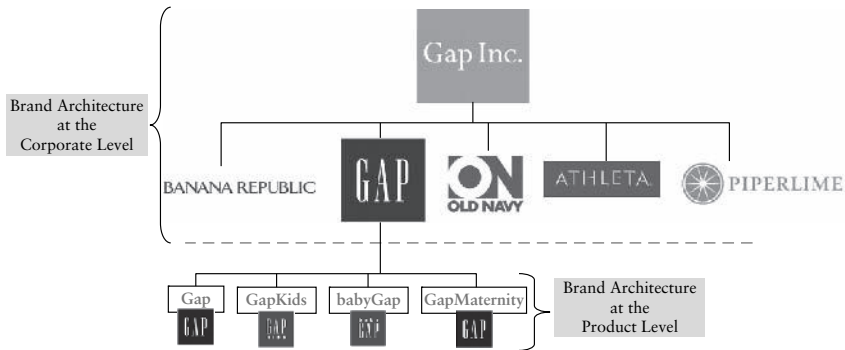 Gap Inc.
Brand Architecture
at the
Corporate Level
BANANA REPUBLIC
GAP
ON
OLD NAVY
ATHLETA
PIPERLIME
Gap
GapKids
babyGap
GapMaternity
GAP
GAP
GAP
GAP
Brand Architecture
at the
Product Level